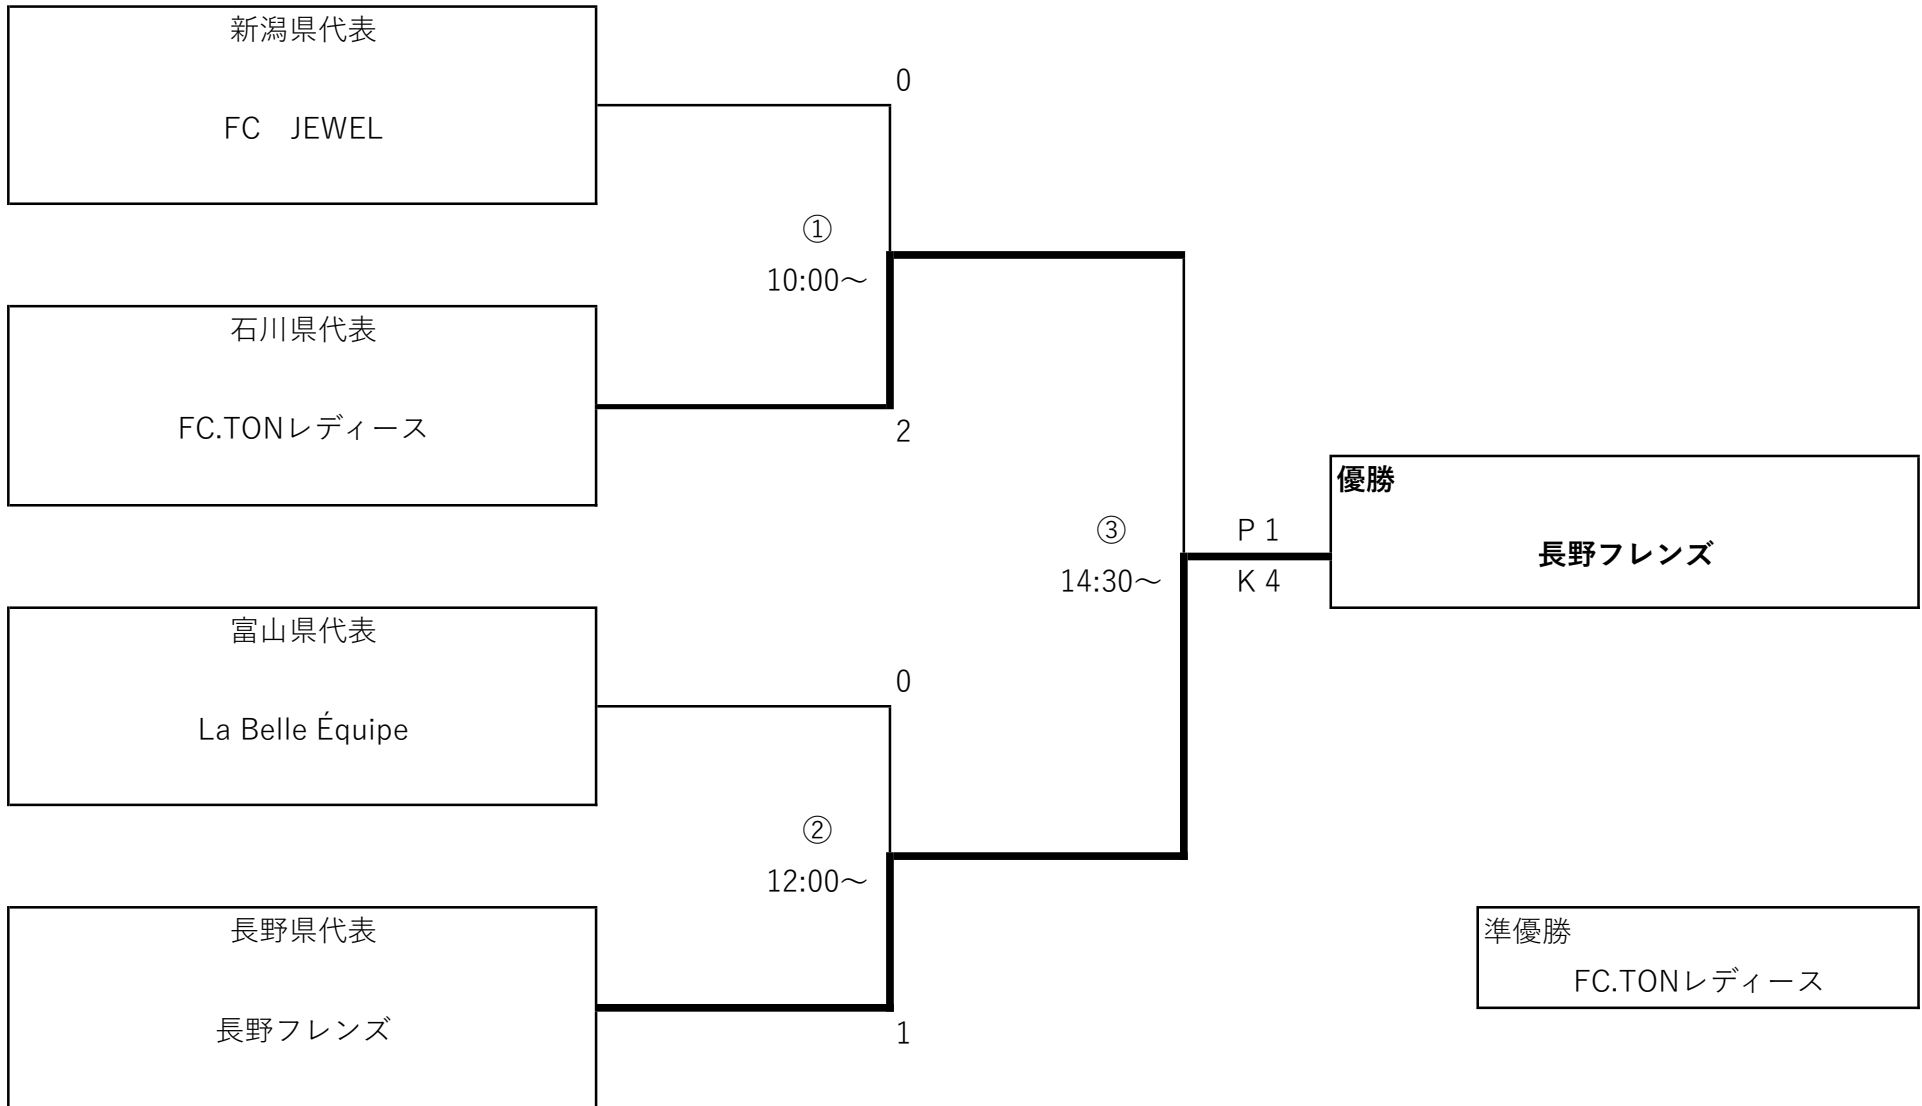 新潟県代表
FC　JEWEL
0
①
10:00～
石川県代表
FC.TONレディース
2
優勝
長野フレンズ
③
14:30～
P 1
K 4
富山県代表
La Belle Équipe
0
②
12:00～
長野県代表
長野フレンズ
1
準優勝
FC.TONレディース